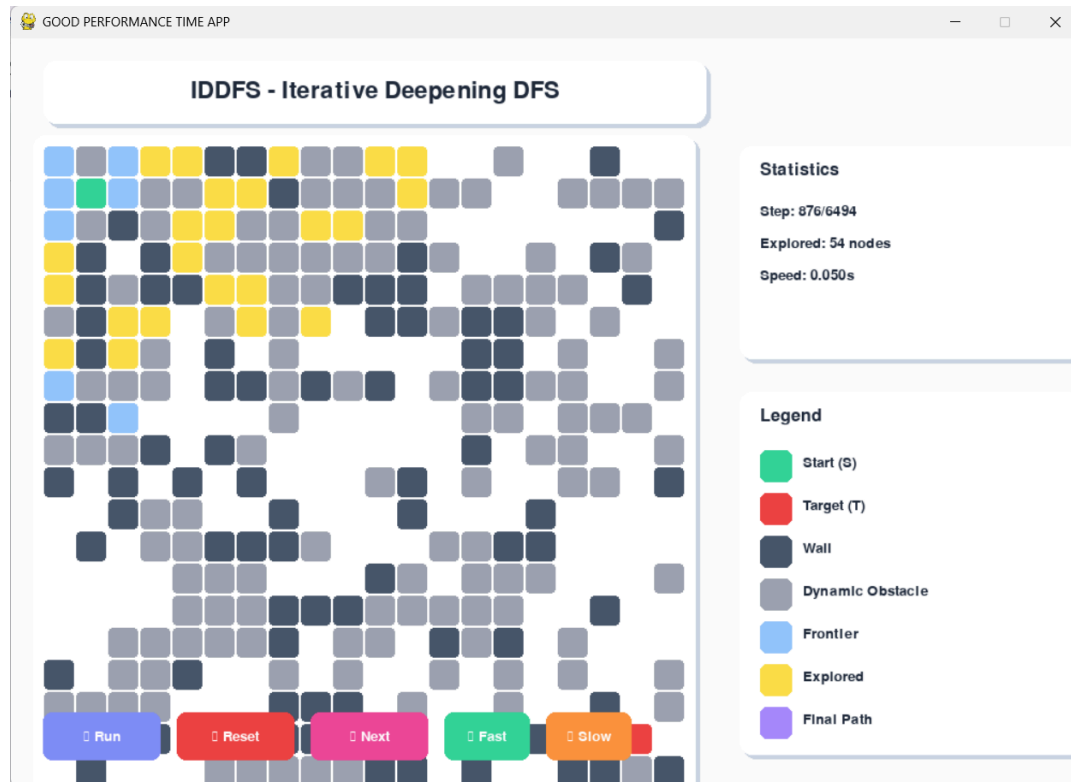 GOOD PERFORMANCE TIME APP
IDDFS - Iterative Deepening DFS
Statistics
Step: 876/6494
Explored: 54 nodes
Speed: 0.050s
Legend
Start (S)
Target (T)
Wall
Dynamic Obstacle
Frontier
Explored
Final Path
Run
Reset
Next
Fast
Slow